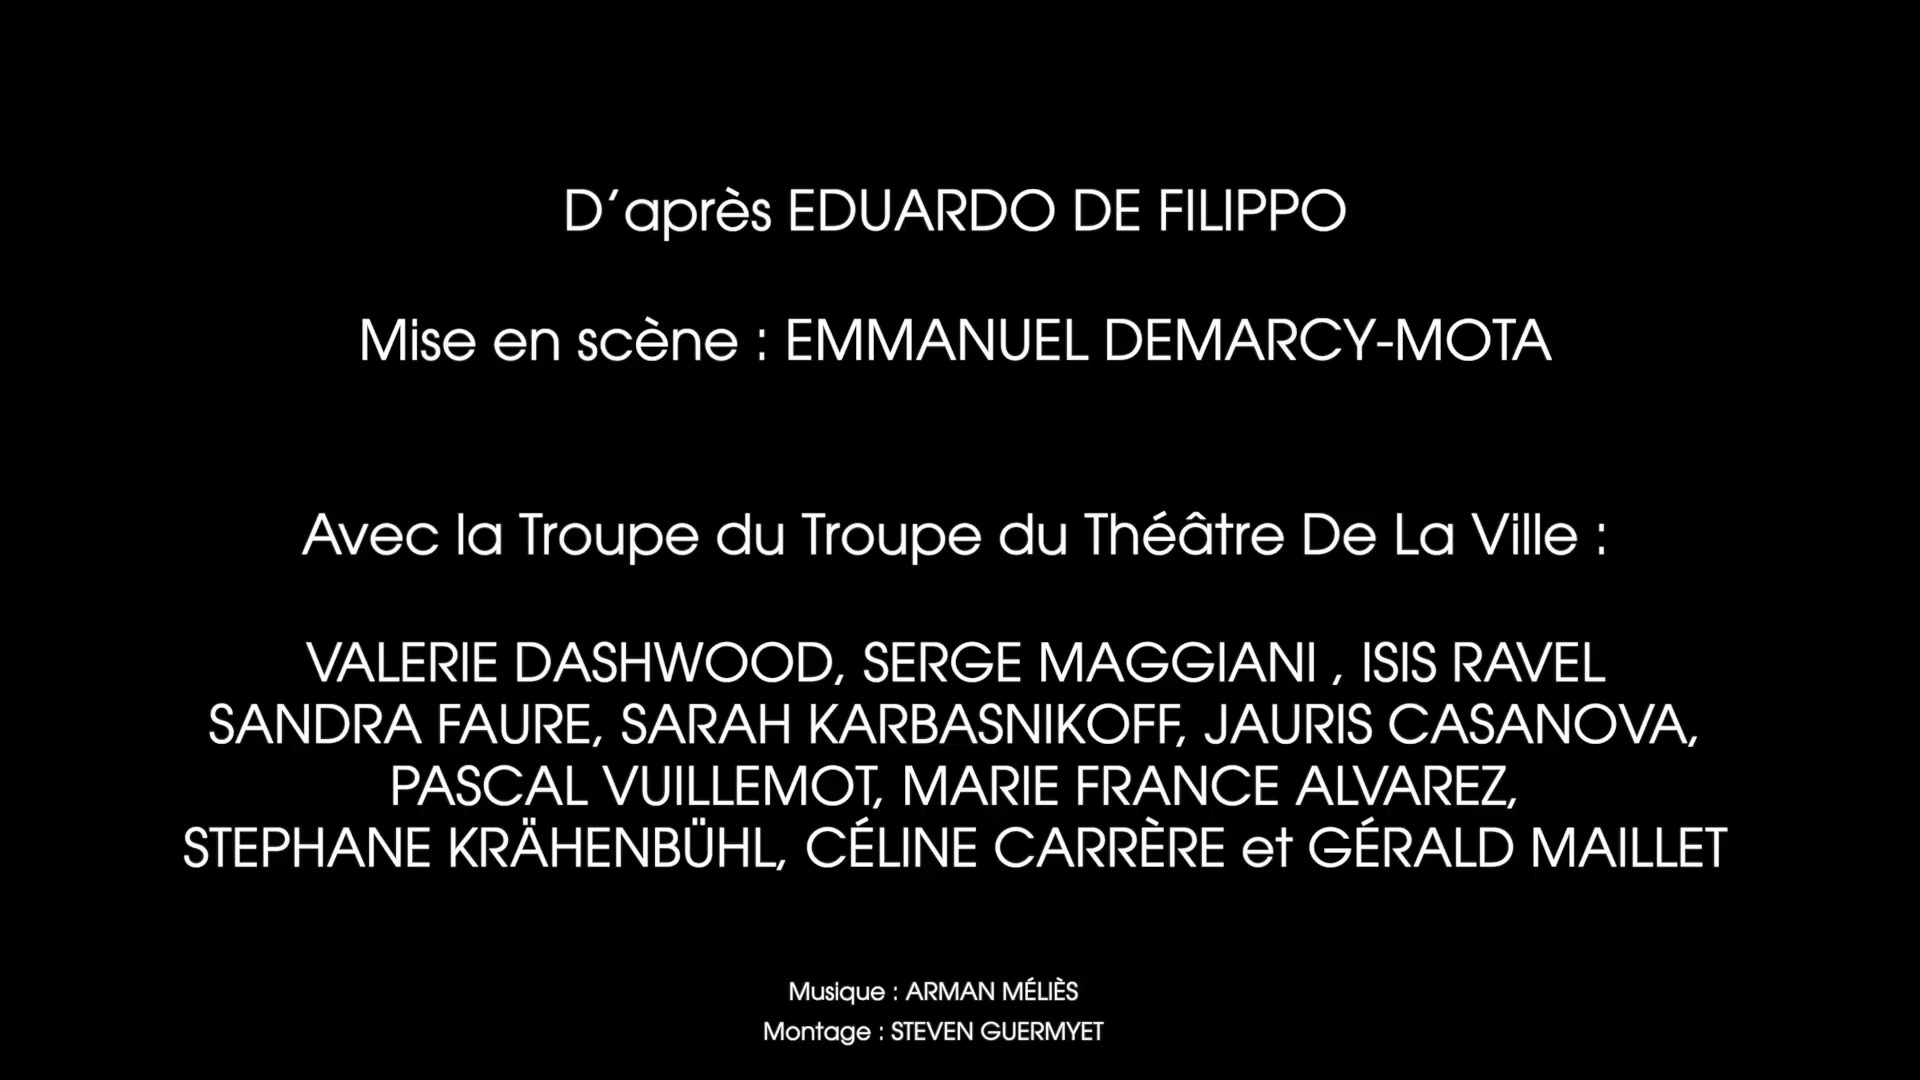 D´après EDUARDO DE FILIPPO
Mise en scène : EMMANUEL DEMARCY-MOTA
Avec la Troupe du Troupe du Théâtre De La Ville :
VALERIE DASHWOOD, SERGE MAGGIANI , ISIS RAVEL
SANDRA FAURE, SARAH KARBASNIKOFF, JAURIS CASANOVA,
PASCAL VUILLEMOT, MARIE FRANCE ALVAREZ,
STEPHANE KRÄHENBÜHL, CÉLINE CARRÈRE et GÉRALD MAILLET
Musique : ARMAN MÉLIÈS
Montage : STEVEN GUERMYET